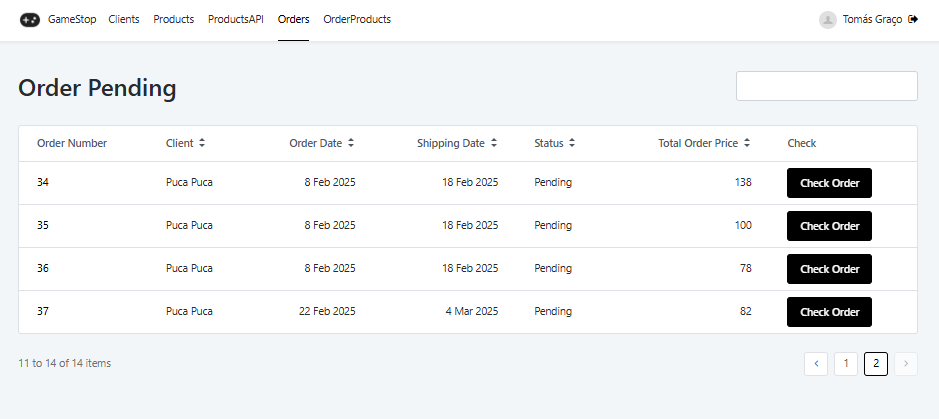 GameStop Clients Products ProductsAPI Orders OrderProducts Tomás Graço
Order Pending
Order Number Client Order Date Shipping Date Status Total Order Price Check
34 Puca Puca 8 Feb 2025 18 Feb 2025 Pending 138 Check Order
35 Puca Puca 8 Feb 2025 18 Feb 2025 Pending 100 Check Order
36 Puca Puca 8 Feb 2025 18 Feb 2025 Pending 78 Check Order
37 Puca Puca 22 Feb 2025 4 Mar 2025 Pending 82 Check Order
11 to 14 of 14 items 1 2